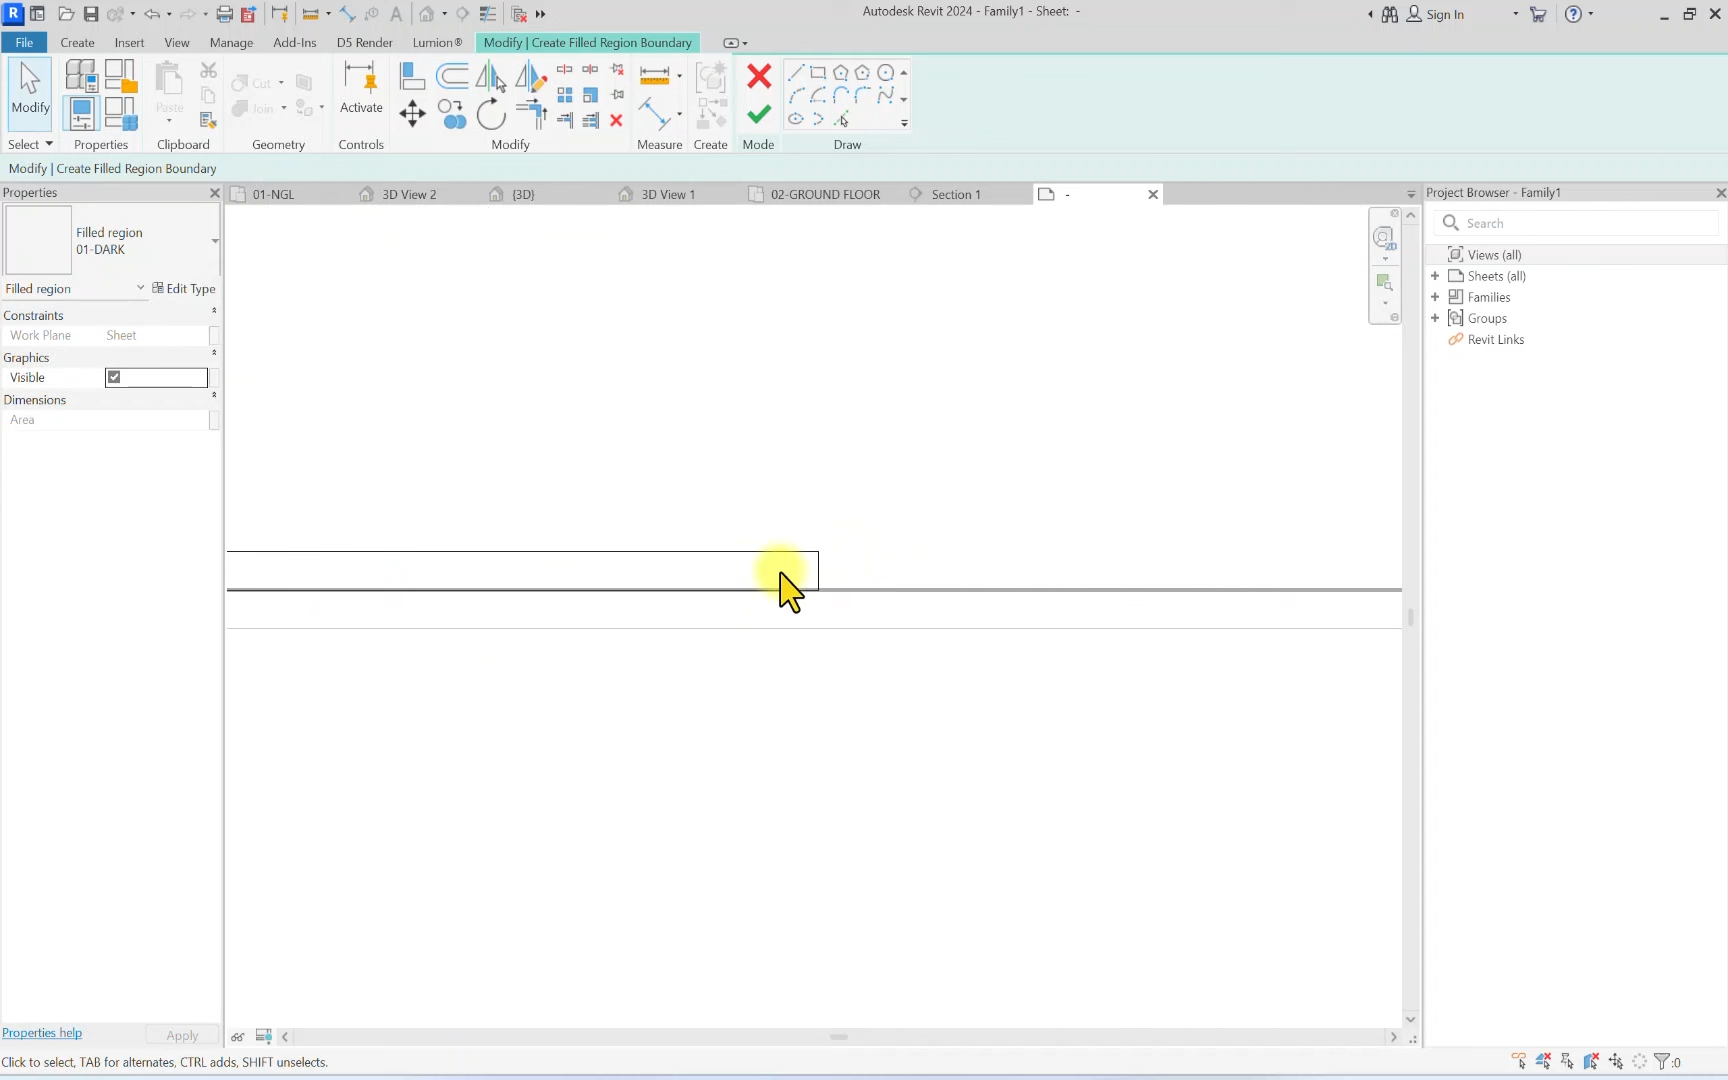 R
Autodesk Revit 2024 - Family1 - Sheet: -
Sign In
File
Create
Insert
View
Manage
Add-Ins
D5 Render
Lumion®
Modify | Create Filled Region Boundary
Modify
Paste
Cut
Join
Activate
Select
Properties
Clipboard
Geometry
Controls
Modify
Measure
Create
Mode
Draw
Modify | Create Filled Region Boundary
Properties
01-NGL
3D View 2
{3D}
3D View 1
02-GROUND FLOOR
Section 1
-
Project Browser - Family1
Filled region
01-DARK
Search
Filled region
Edit Type
Constraints
Work Plane
Sheet
Graphics
Visible
Dimensions
Area
Views (all)
Sheets (all)
Families
Groups
Revit Links
2D
Properties help
Apply
Click to select, TAB for alternates, CTRL adds, SHIFT unselects.
:0